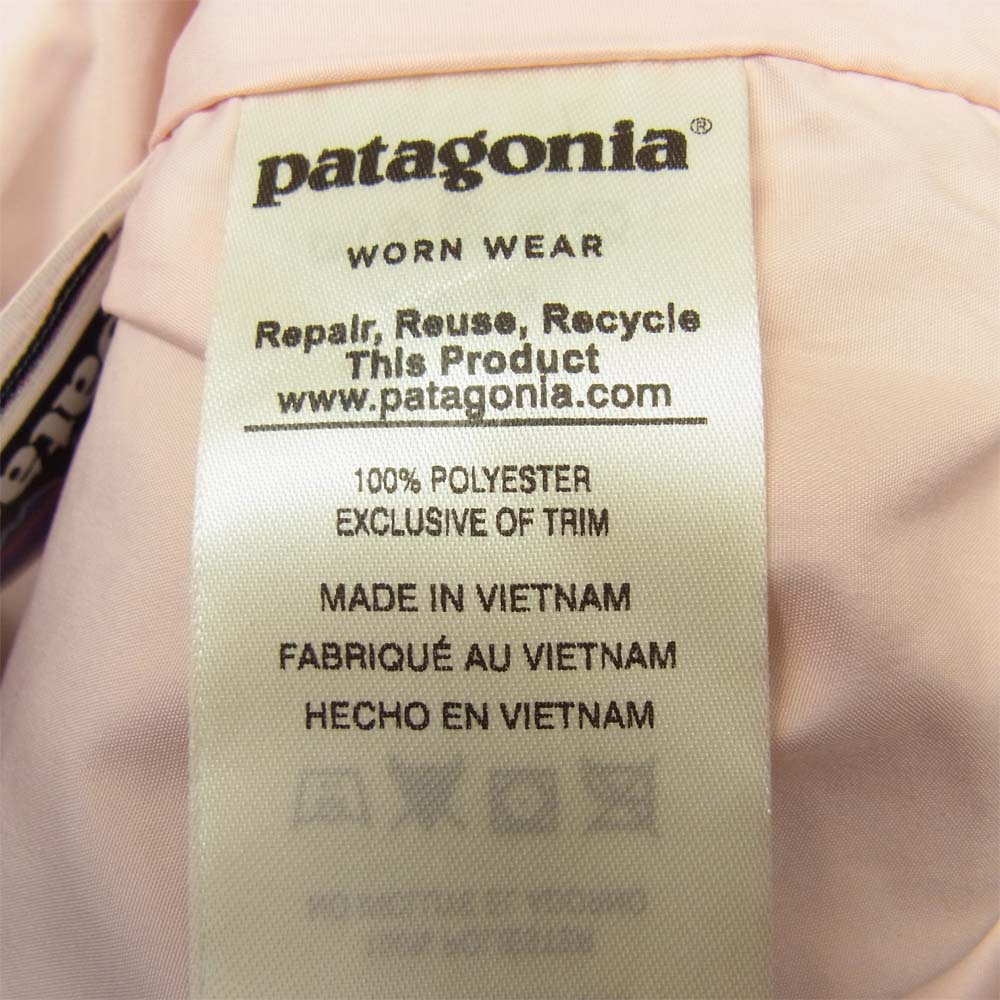 patagonia®
WORN WEAR
Repair, Reuse, Recycle
This Product
www.patagonia.com
100% POLYESTER
EXCLUSIVE OF TRIM
MADE IN VIETNAM
FABRIQUÉ AU VIETNAM
HECHO EN VIETNAM